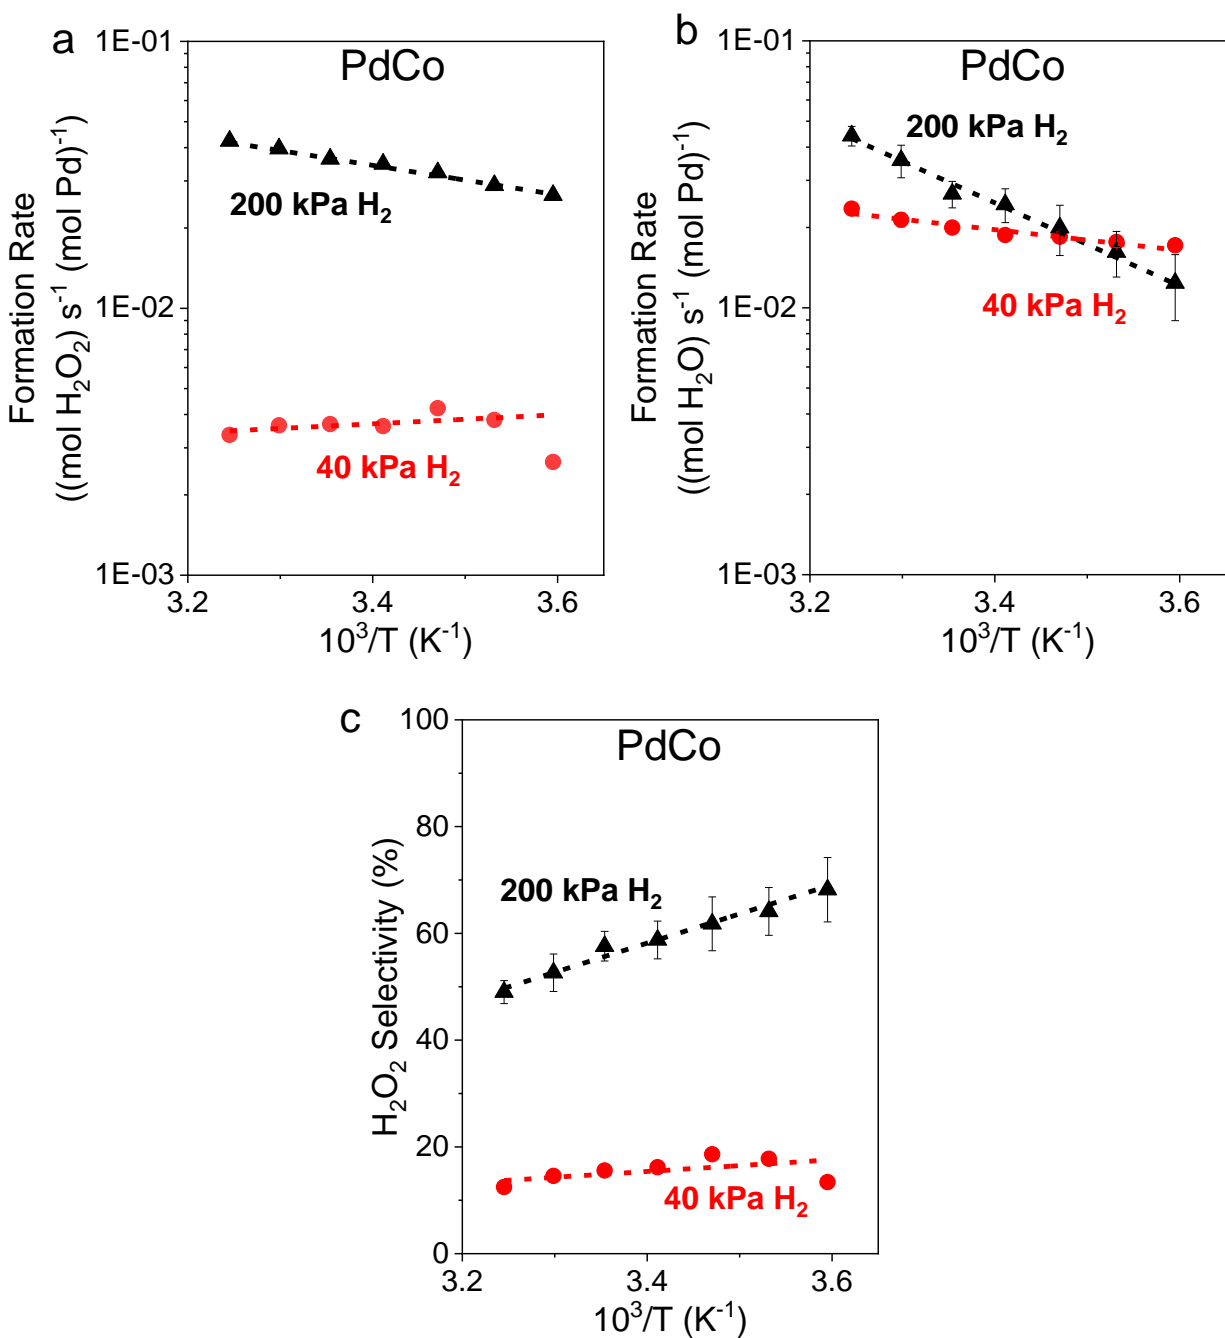 a
PdCo
1E-01
1E-02
1E-03
200 kPa H₂
40 kPa H₂
Formation Rate
((mol H₂O₂) s⁻¹ (mol Pd)⁻¹)
3.2 3.4 3.6
10³/T (K⁻¹)
b
PdCo
1E-01
1E-02
1E-03
200 kPa H₂
40 kPa H₂
Formation Rate
((mol H₂O) s⁻¹ (mol Pd)⁻¹)
3.2 3.4 3.6
10³/T (K⁻¹)
c
PdCo
100
80
60
40
20
0
200 kPa H₂
40 kPa H₂
H₂O₂ Selectivity (%)
3.2 3.4 3.6
10³/T (K⁻¹)